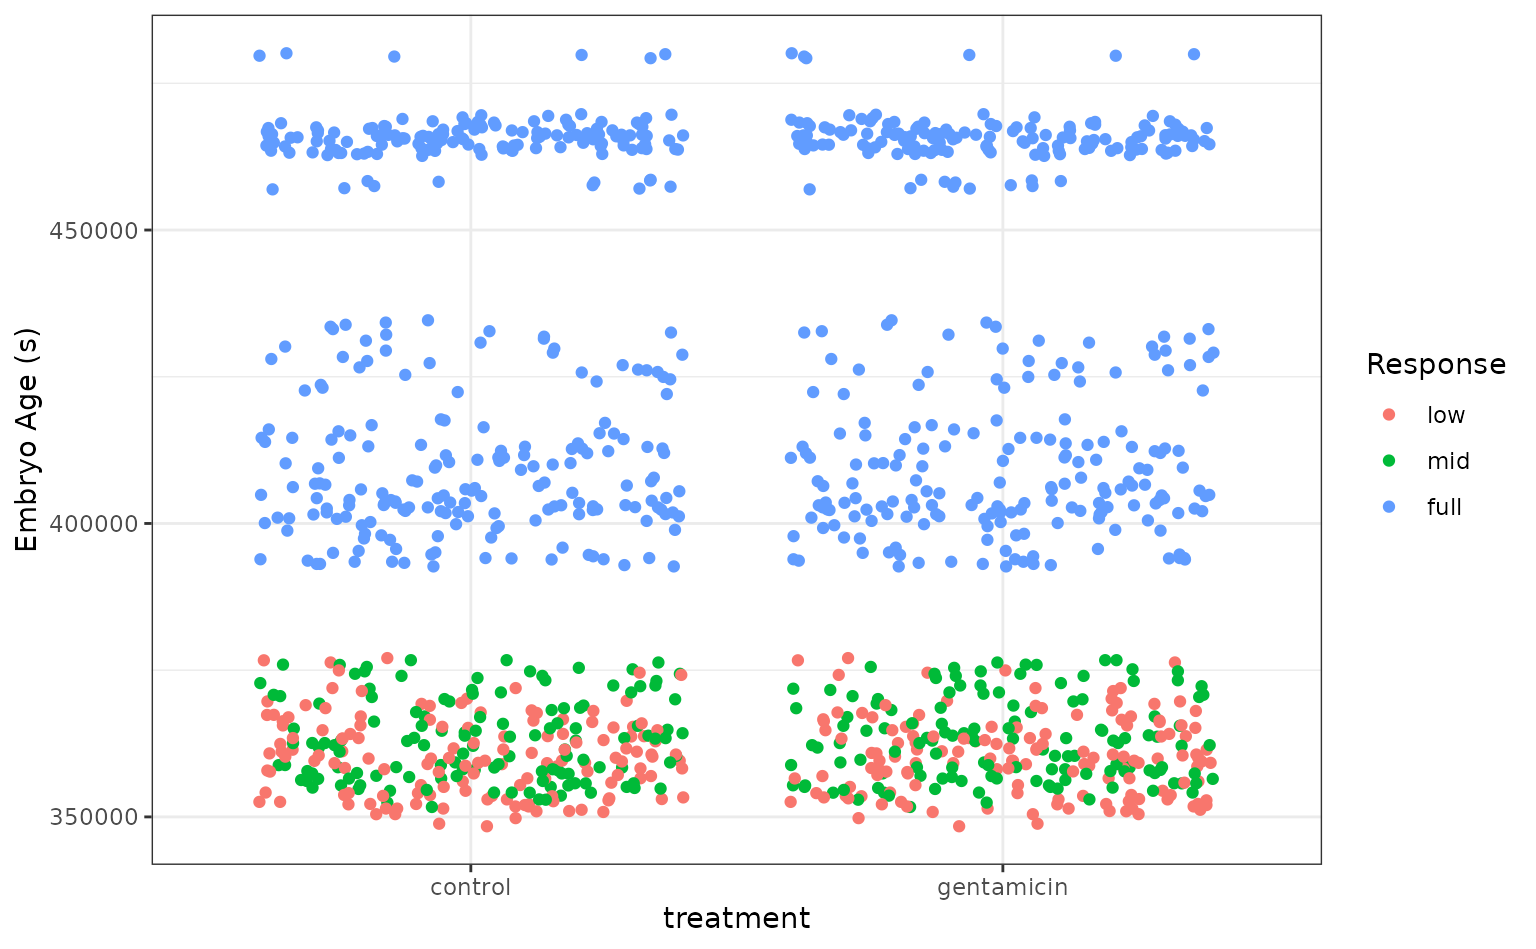 Embryo Age (s)
450000
400000
350000
control
gentamicin
treatment
Response
low
mid
full